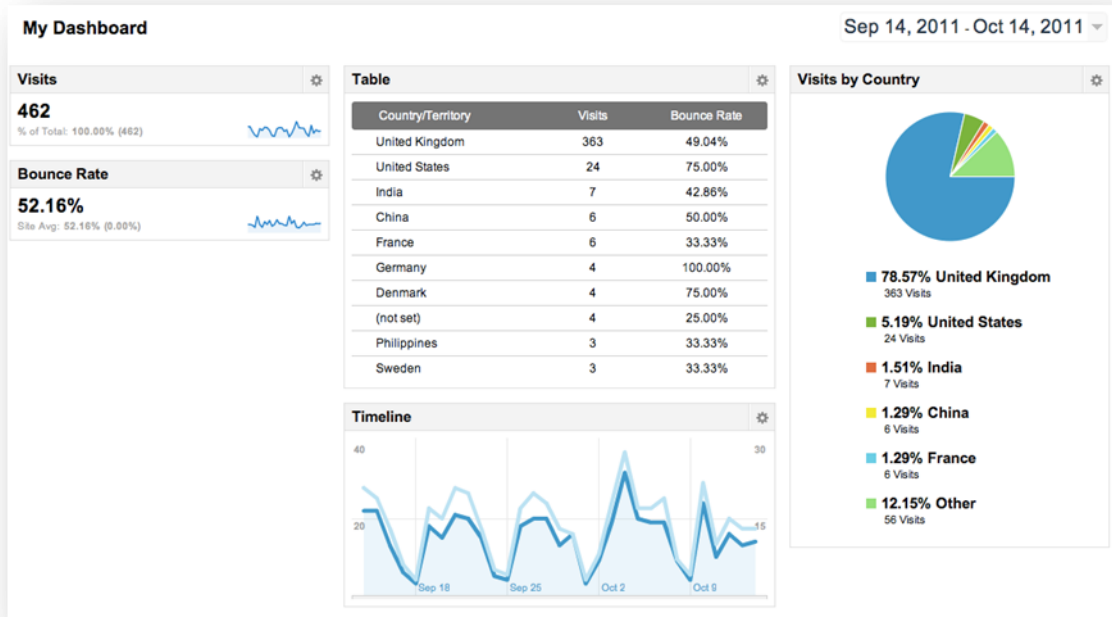 My Dashboard
Sep 14, 2011 - Oct 14, 2011
Visits
462
% of Total: 100.00% (462)
Bounce Rate
52.16%
Site Avg: 52.16% (0.00%)
Table
Country/Territory Visits Bounce Rate
United Kingdom 363 49.04%
United States 24 75.00%
India 7 42.86%
China 6 50.00%
France 6 33.33%
Germany 4 100.00%
Denmark 4 75.00%
(not set) 4 25.00%
Philippines 3 33.33%
Sweden 3 33.33%
Timeline
40 30
20 15
Sep 18 Sep 25 Oct 2 Oct 9
Visits by Country
78.57% United Kingdom
363 Visits
5.19% United States
24 Visits
1.51% India
7 Visits
1.29% China
6 Visits
1.29% France
6 Visits
12.15% Other
56 Visits